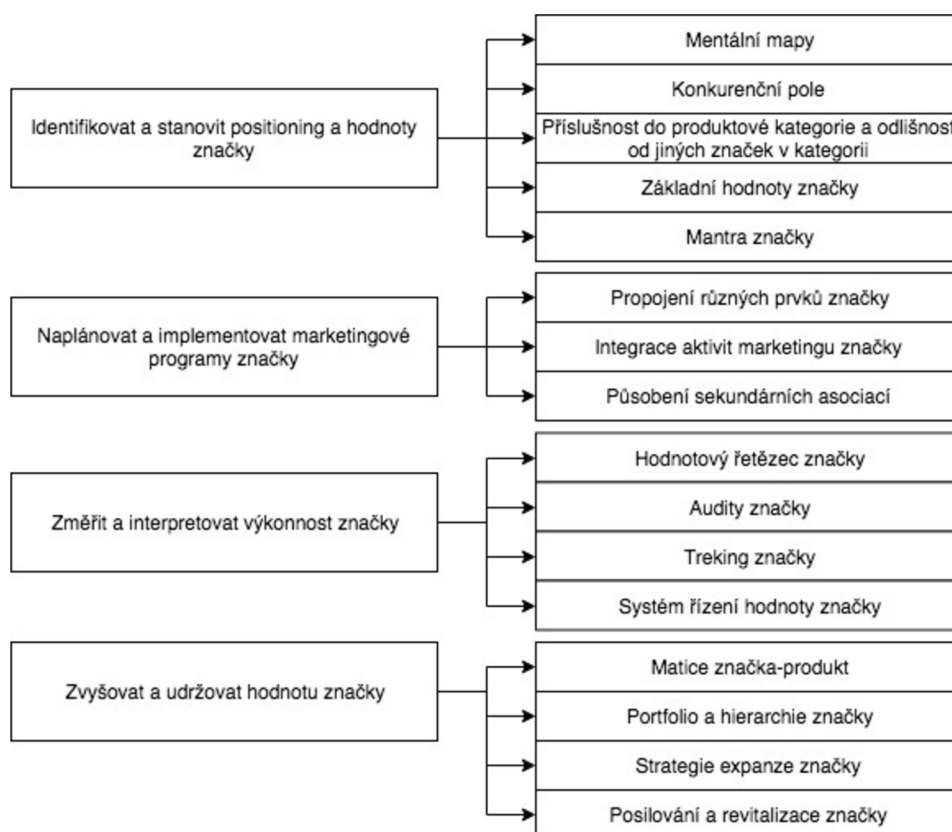 Identifikovat a stanovit positioning a hodnoty
značky
Mentální mapy
Konkurenční pole
Příslušnost do produktové kategorie a odlišnost
od jiných značek v kategorii
Základní hodnoty značky
Mantra značky
Naplánovat a implementovat marketingové
programy značky
Propojení různých prvků značky
Integrace aktivit marketingu značky
Působení sekundárních asociací
Změřit a interpretovat výkonnost značky
Hodnotový řetězec značky
Audity značky
Treking značky
Systém řízení hodnoty značky
Zvyšovat a udržovat hodnotu značky
Matice značka-produkt
Portfolio a hierarchie značky
Strategie expanze značky
Posilování a revitalizace značky